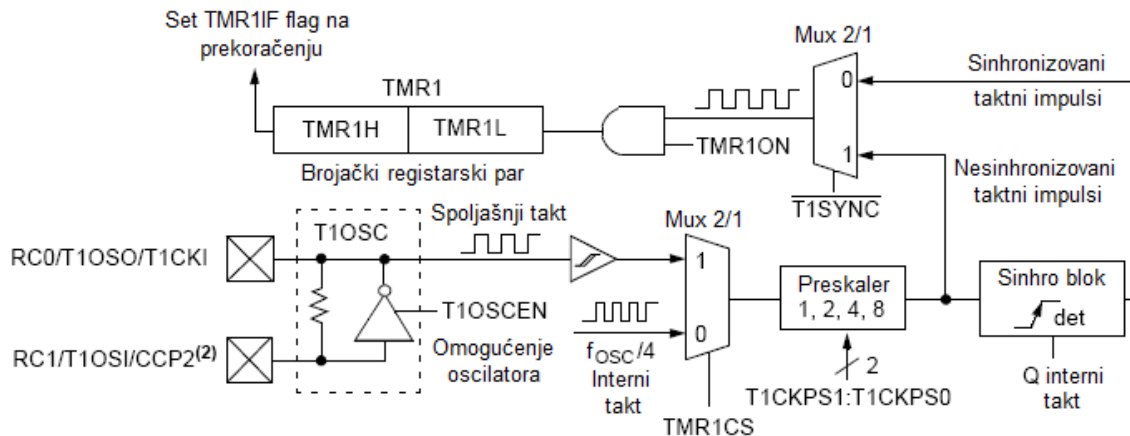 Set TMR1IF flag na
prekoračenju
Mux 2/1
TMR1
0
Sinhronizovani
taktni impulsi
TMR1H
TMR1L
TMR1ON
1
Brojački registarski par
Nesinhronizovani
taktni impulsi
T1SYNC
Spoljašnji takt
Mux 2/1
T1OSC
RC0/T1OSO/T1CKI
1
Preskaler
1, 2, 4, 8
Sinhro blok
det
T1OSCEN
0
RC1/T1OSI/CCP2(2)
Omogućenje
oscilatora
fOSC/4
Interni
takt
2
T1CKPS1:T1CKPS0
Q interni
takt
TMR1CS